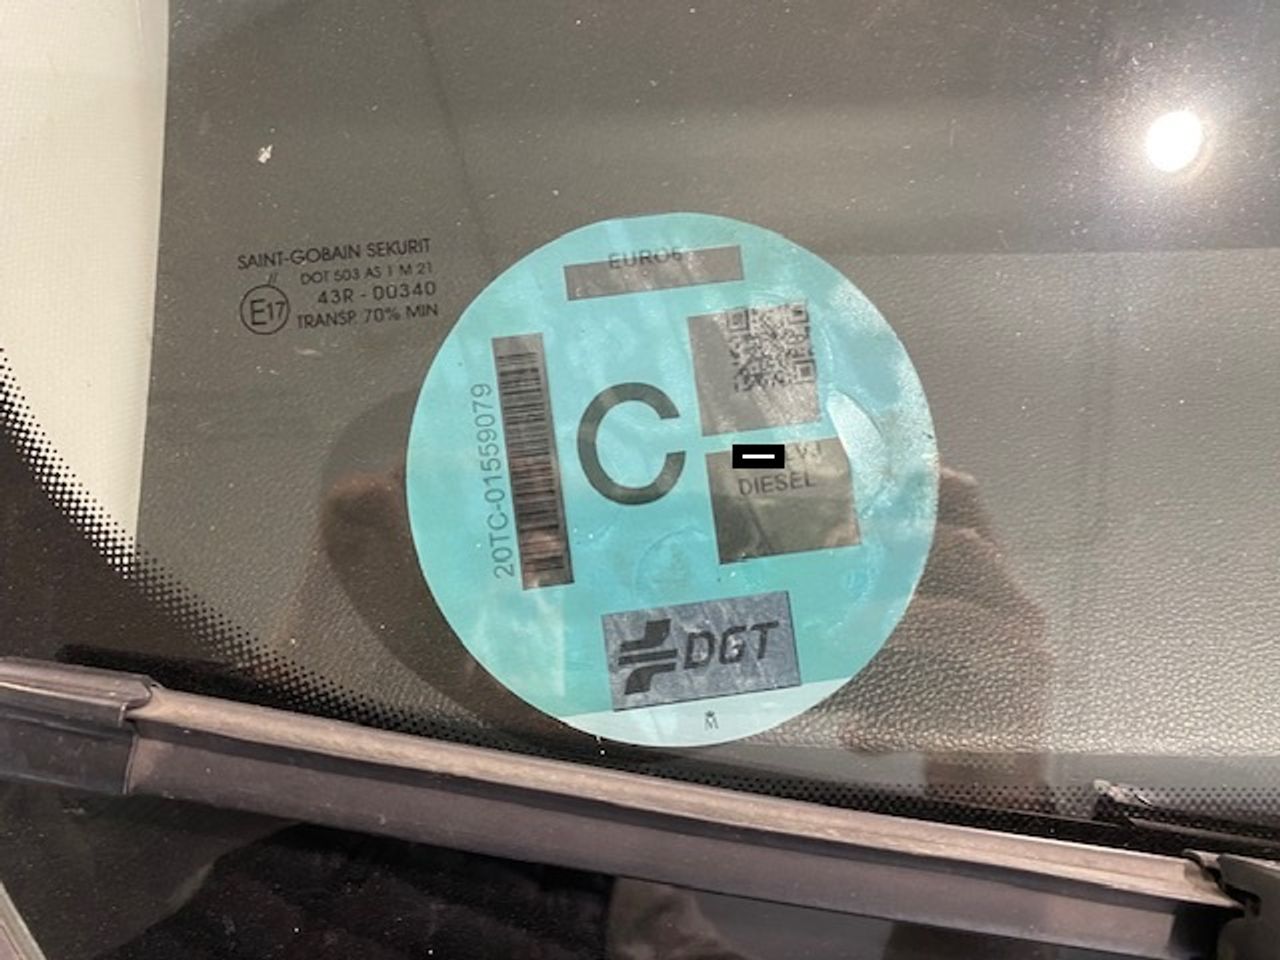 SAINT-GOBAIN SEKURIT
//
DOT 503 AS 1 M 21
E17
43R - 00340
TRANSP. 70% MIN
EURO6
20TC-01559079
C
DIESEL
DGT
M